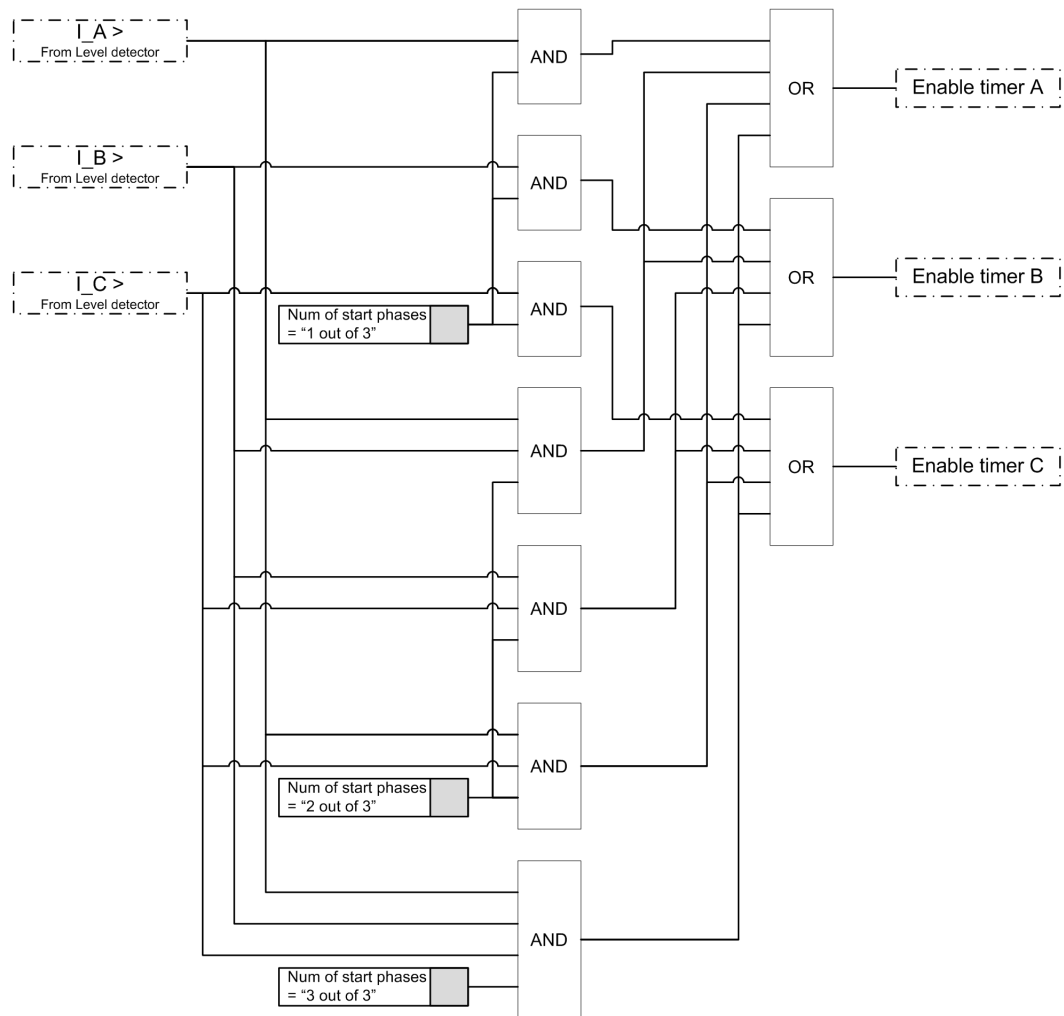 I_A >
From Level detector
AND
OR
Enable timer A
I_B >
From Level detector
AND
OR
Enable timer B
I_C >
From Level detector
AND
Num of start phases
= “1 out of 3”
AND
OR
Enable timer C
AND
AND
Num of start phases
= “2 out of 3”
AND
Num of start phases
= “3 out of 3”